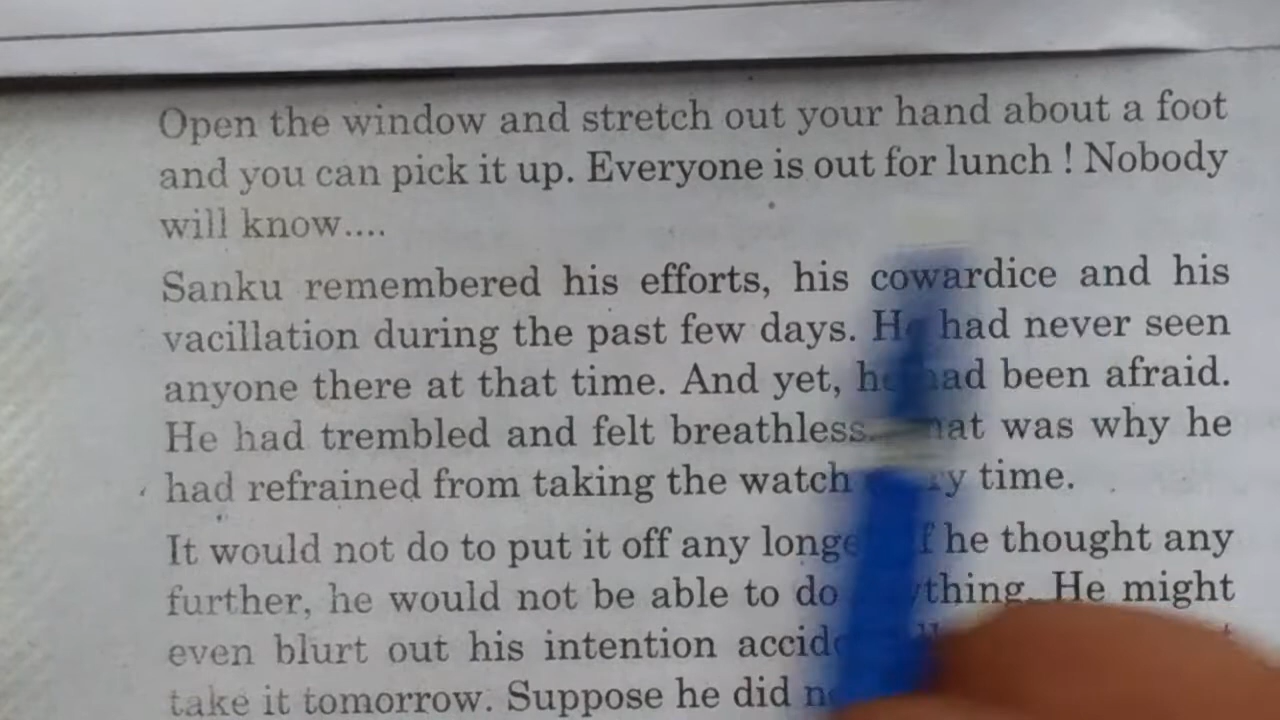 Open the window and stretch out your hand about a foot
and you can pick it up. Everyone is out for lunch ! Nobody
will know....
Sanku remembered his efforts, his cowardice and his
vacillation during the past few days. He had never seen
anyone there at that time. And yet, he had been afraid.
He had trembled and felt breathless. was why he
had refrained from taking the watch time.
It would not do to put it off any he thought any
further, he would not be able to do He might
even blurt out his intention
take it tomorrow. Suppose he did